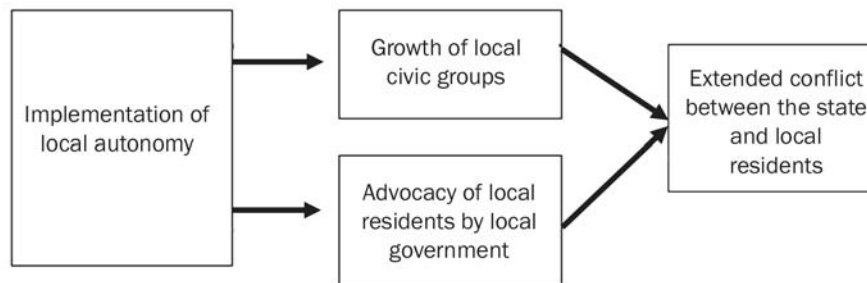 Implementation of
local autonomy
Growth of local
civic groups
Advocacy of local
residents by local
government
Extended conflict
between the state
and local
residents